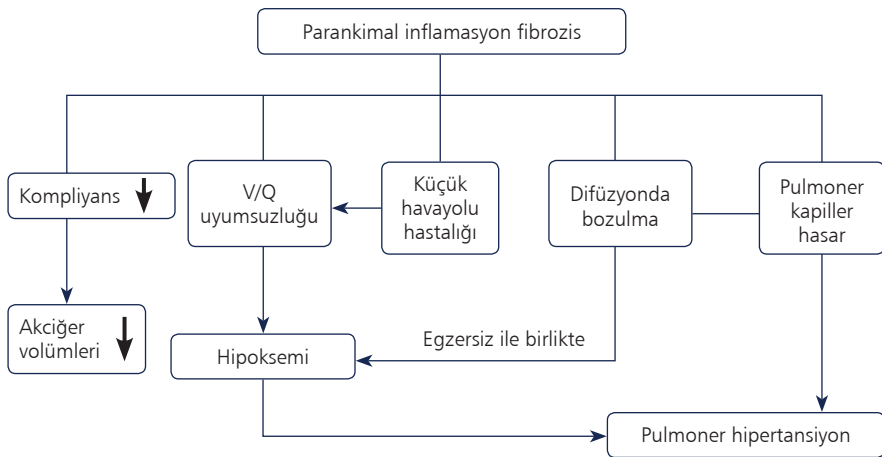 Parankimal inflamasyon fibrozis
Kompliyans
V/Q
uyumsuzluğu
Küçük
havayolu
hastalığı
Difüzyonda
bozulma
Pulmoner
kapiller
hasar
Akciğer
volümleri
Hipoksemi
Egzersiz ile birlikte
Pulmoner hipertansiyon